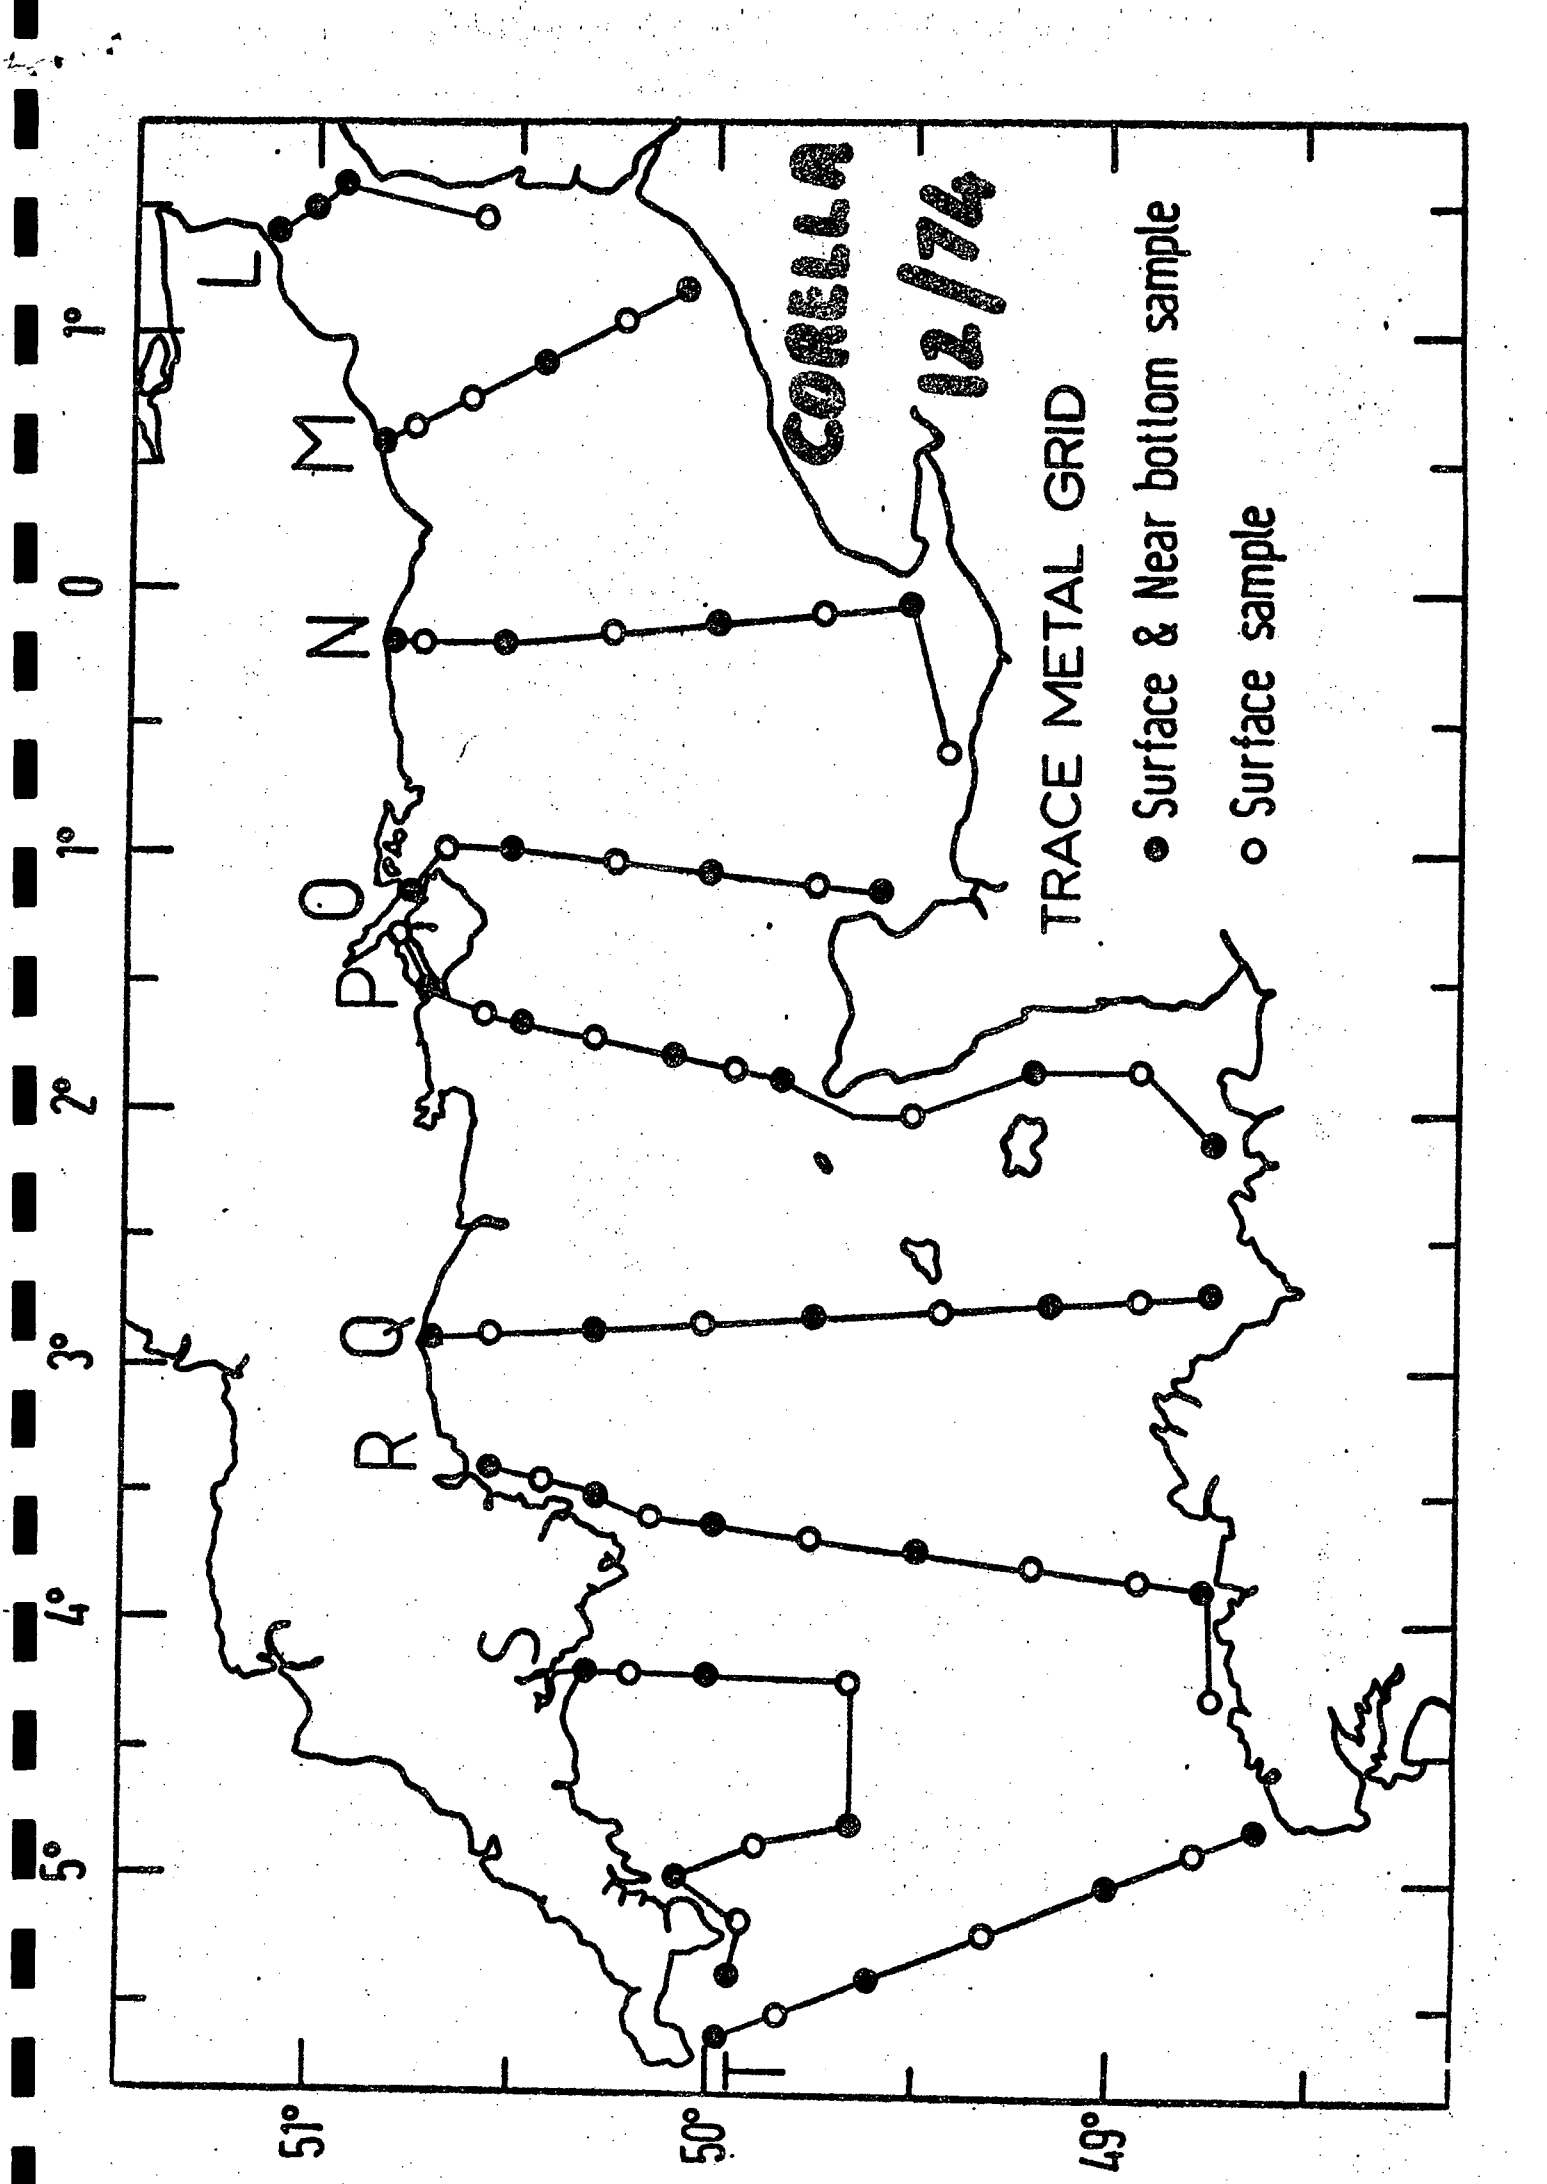 5° 4° 3° 2° 1° 0 1°
51°
50°
49°
L
M
N
O
P
Q
R
S
T
CORELLA
12/74
TRACE METAL GRID
● Surface & Near bottom sample
○ Surface sample